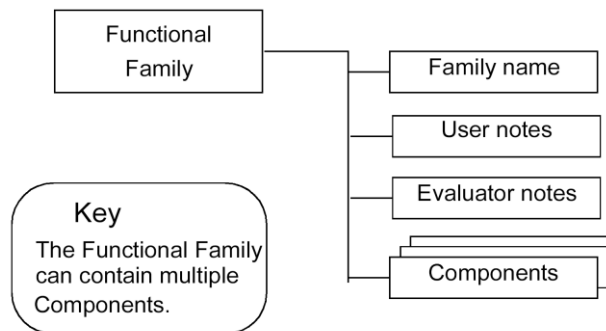 Functional
Family
Family name
User notes
Evaluator notes
Components
Key
The Functional Family
can contain multiple
Components.